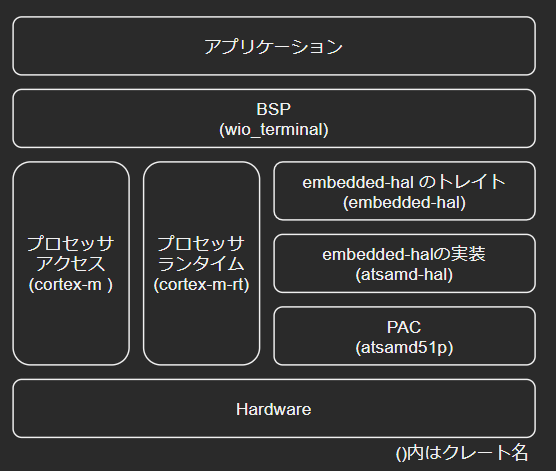 アプリケーション
BSP
(wio_terminal)
プロセッサ
アクセス
(cortex-m )
プロセッサ
ランタイム
(cortex-m-rt)
embedded-hal のトレイト
(embedded-hal)
embedded-halの実装
(atsamd-hal)
PAC
(atsamd51p)
Hardware
()内はクレート名